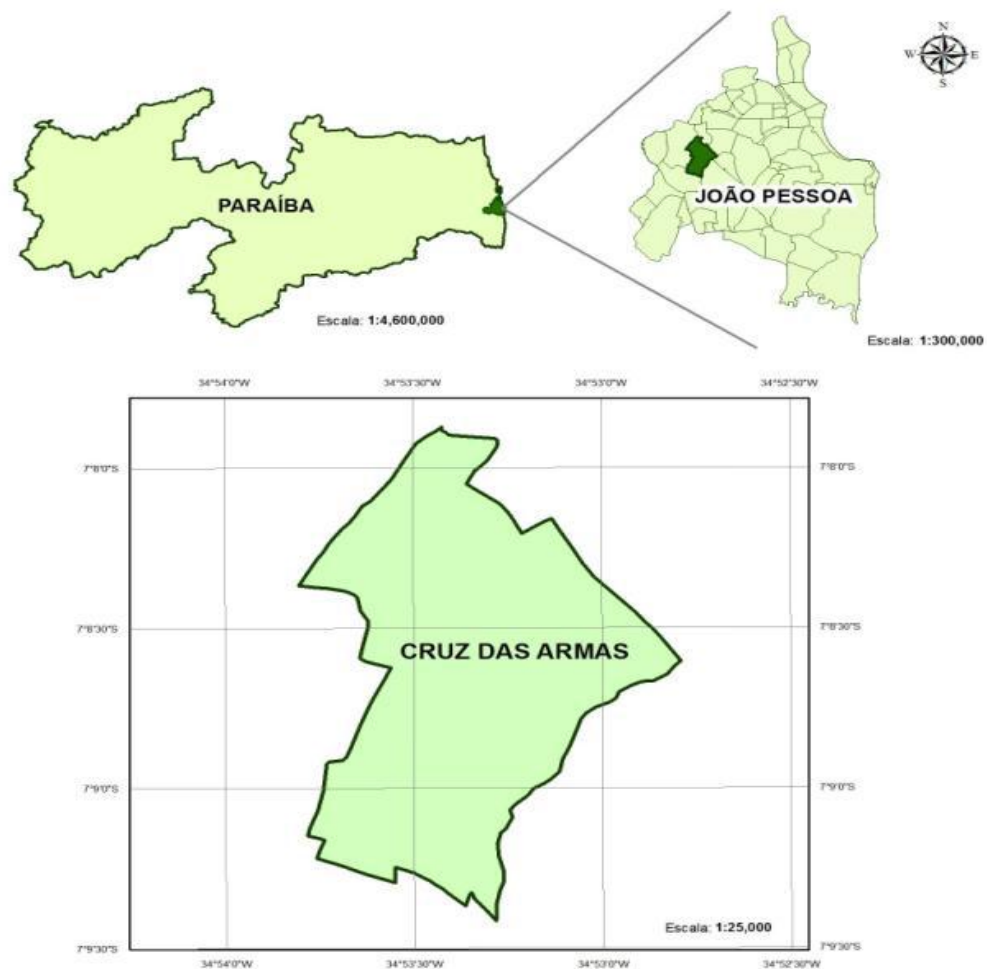 N
W E
S
PARAÍBA
JOÃO PESSOA
Escala: 1:4,600,000
Escala: 1:300,000
34°54'0"W 34°53'30"W 34°53'0"W 34°52'30"W
7°8'0"S 7°8'0"S
7°8'30"S 7°8'30"S
CRUZ DAS ARMAS
7°9'0"S 7°9'0"S
Escala: 1:25,000
7°9'30"S 7°9'30"S
34°54'0"W 34°53'30"W 34°53'0"W 34°52'30"W